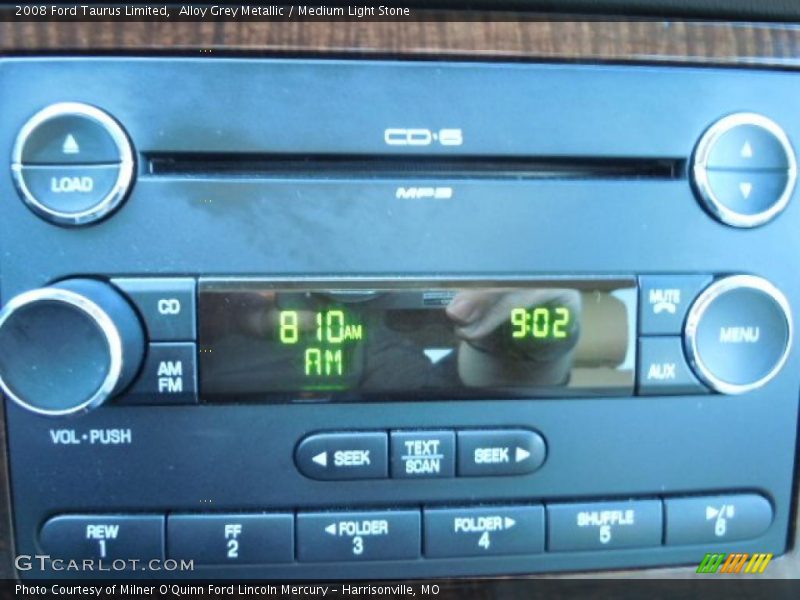 2008 Ford Taurus Limited,  Alloy Grey Metallic / Medium Light Stone
CD•6
LOAD
MP3
CD
810AM
9:02
MUTE
MENU
AM
FM
AM
AUX
VOL•PUSH
◄ SEEK
TEXT
SCAN
SEEK ►
REW
1
FF
2
◄FOLDER
3
FOLDER►
4
SHUFFLE
5
►/II
6
GTCARLOT.COM
Photo Courtesy of Milner O'Quinn Ford Lincoln Mercury – Harrisonville, MO